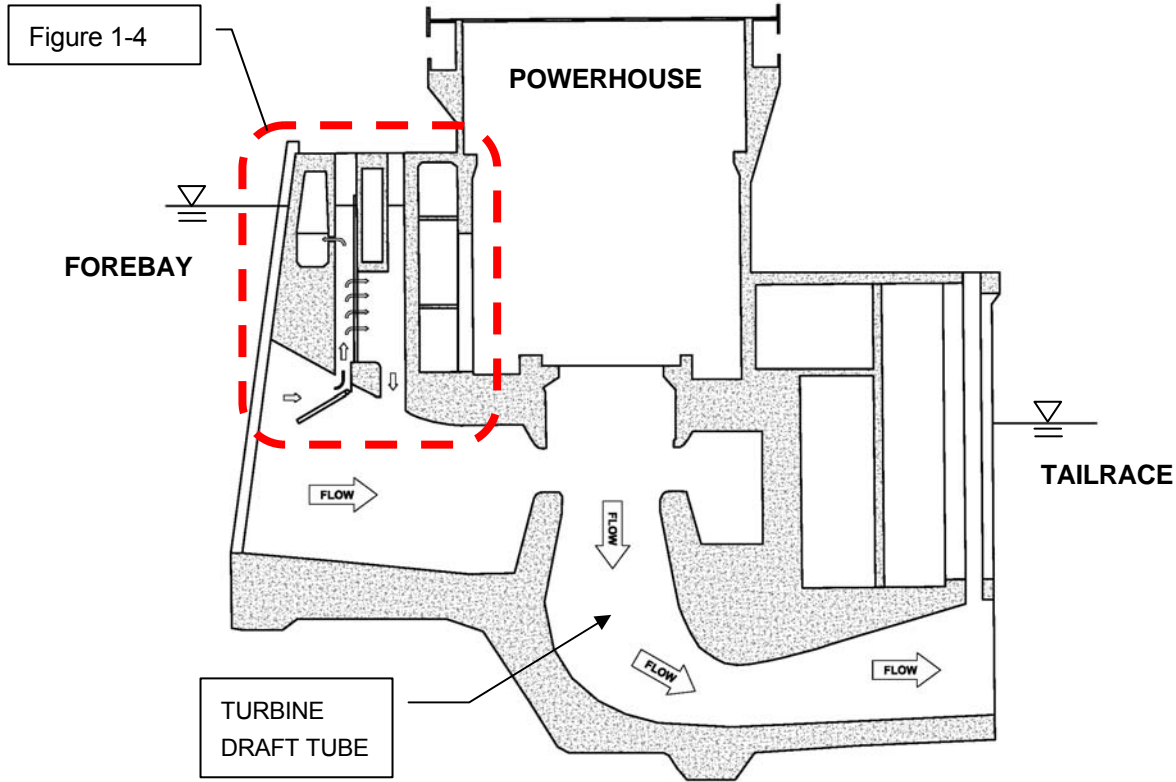 Figure 1-4
POWERHOUSE
FOREBAY
TAILRACE
FLOW
FLOW
FLOW
FLOW
TURBINE
DRAFT TUBE